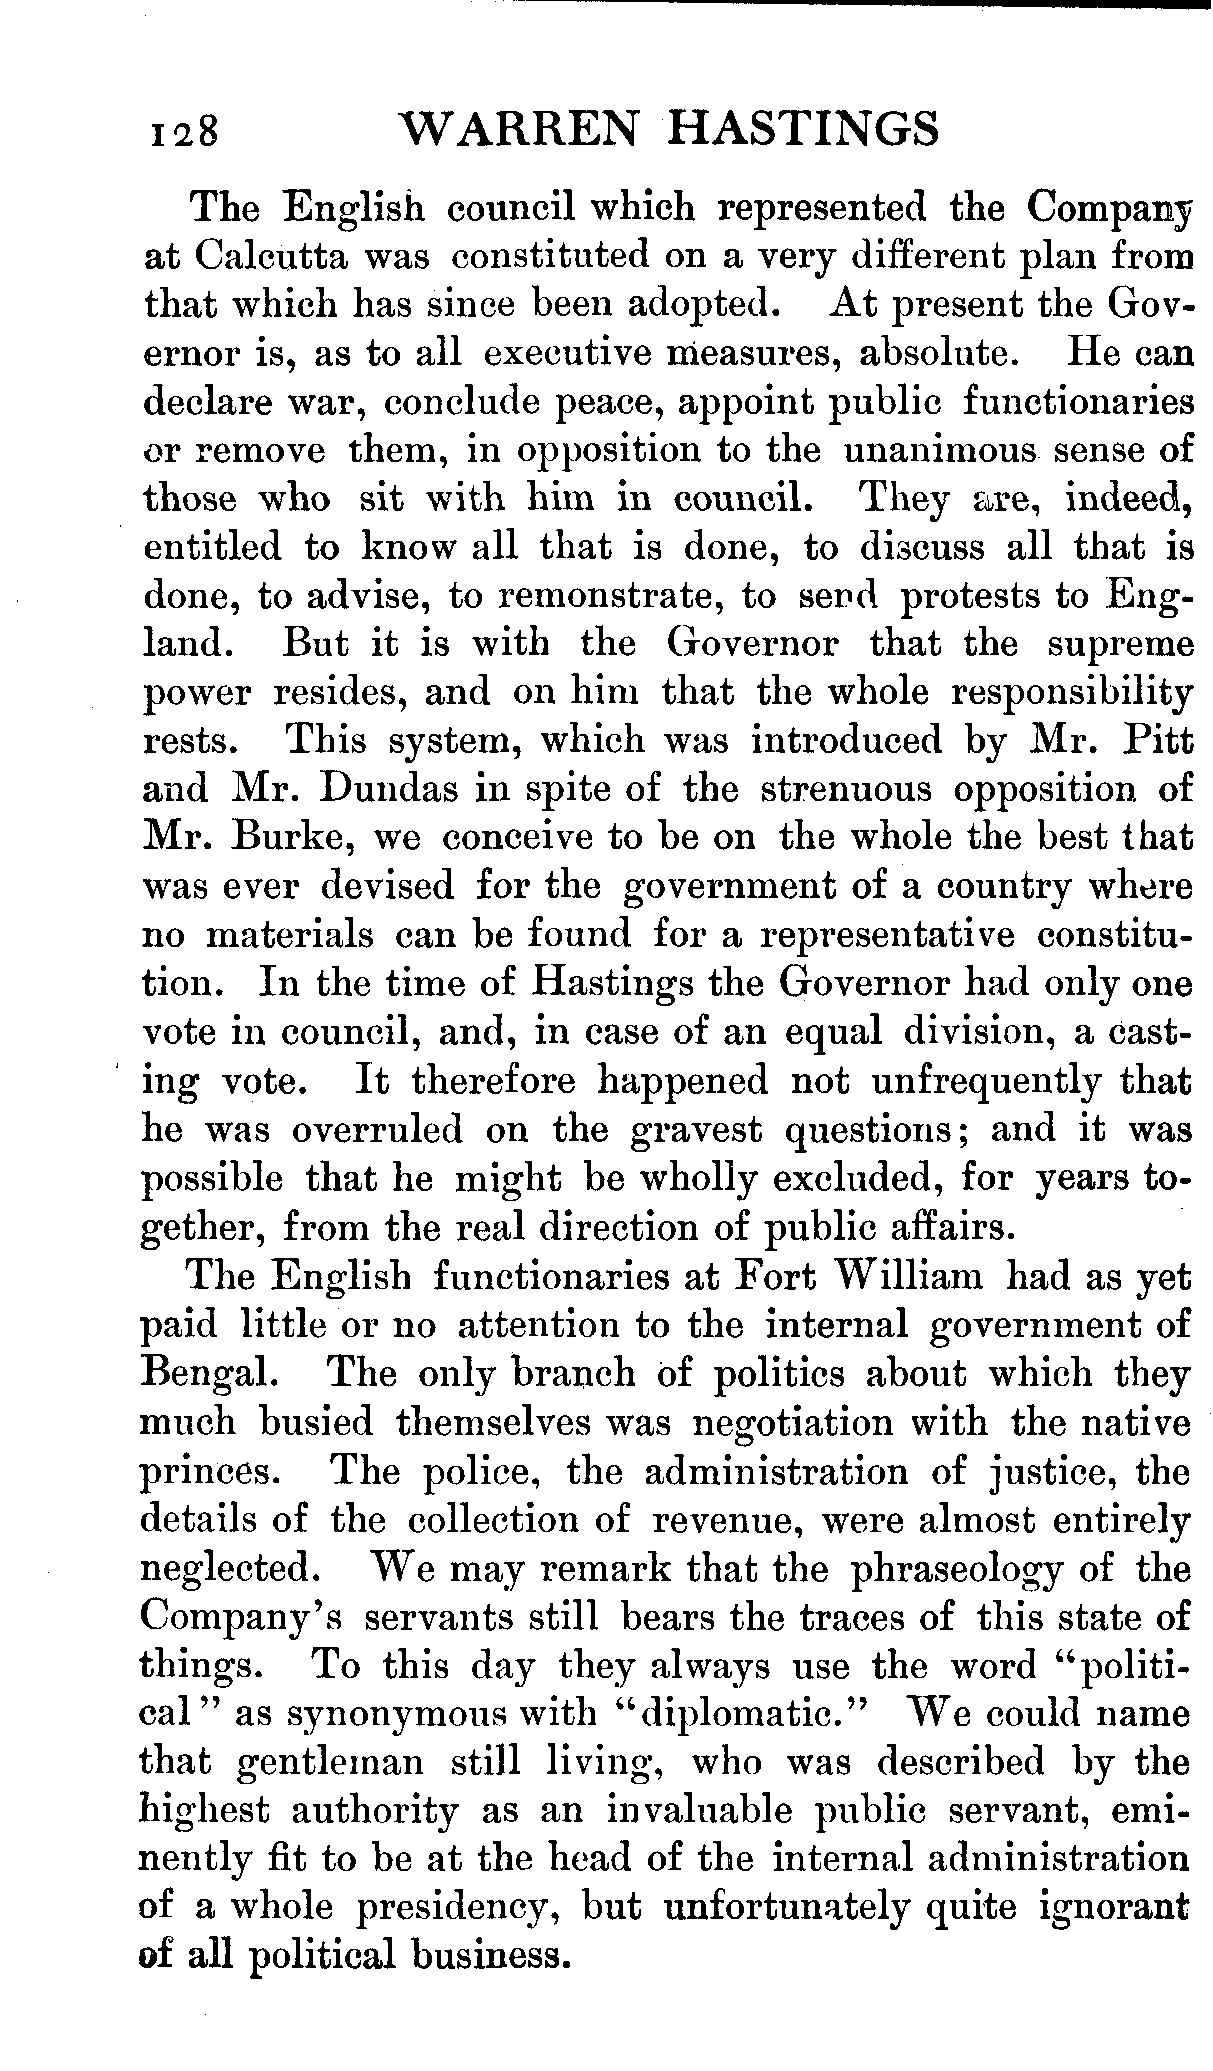 128 WARREN HASTINGS
The English council which represented the Company
at Calcutta was constituted on a very different plan from
that which has since been adopted. At present the Gov-
ernor is, as to all executive measures, absolute. He can
declare war, conclude peace, appoint public functionaries
or remove them, in opposition to the unanimous sense of
those who sit with him in council. They are, indeed,
entitled to know all that is done, to discuss all that is
done, to advise, to remonstrate, to send protests to Eng-
land. But it is with the Governor that the supreme
power resides, and on him that the whole responsibility
rests. This system, which was introduced by Mr. Pitt
and Mr. Dundas in spite of the strenuous opposition of
Mr. Burke, we conceive to be on the whole the best that
was ever devised for the government of a country where
no materials can be found for a representative constitu-
tion. In the time of Hastings the Governor had only one
vote in council, and, in case of an equal division, a cast-
ing vote. It therefore happened not unfrequently that
he was overruled on the gravest questions; and it was
possible that he might be wholly excluded, for years to-
gether, from the real direction of public affairs.
The English functionaries at Fort William had as yet
paid little or no attention to the internal government of
Bengal. The only branch of politics about which they
much busied themselves was negotiation with the native
princes. The police, the administration of justice, the
details of the collection of revenue, were almost entirely
neglected. We may remark that the phraseology of the
Company's servants still bears the traces of this state of
things. To this day they always use the word "politi-
cal" as synonymous with "diplomatic." We could name
that gentleman still living, who was described by the
highest authority as an invaluable public servant, emi-
nently fit to be at the head of the internal administration
of a whole presidency, but unfortunately quite ignorant
of all political business.